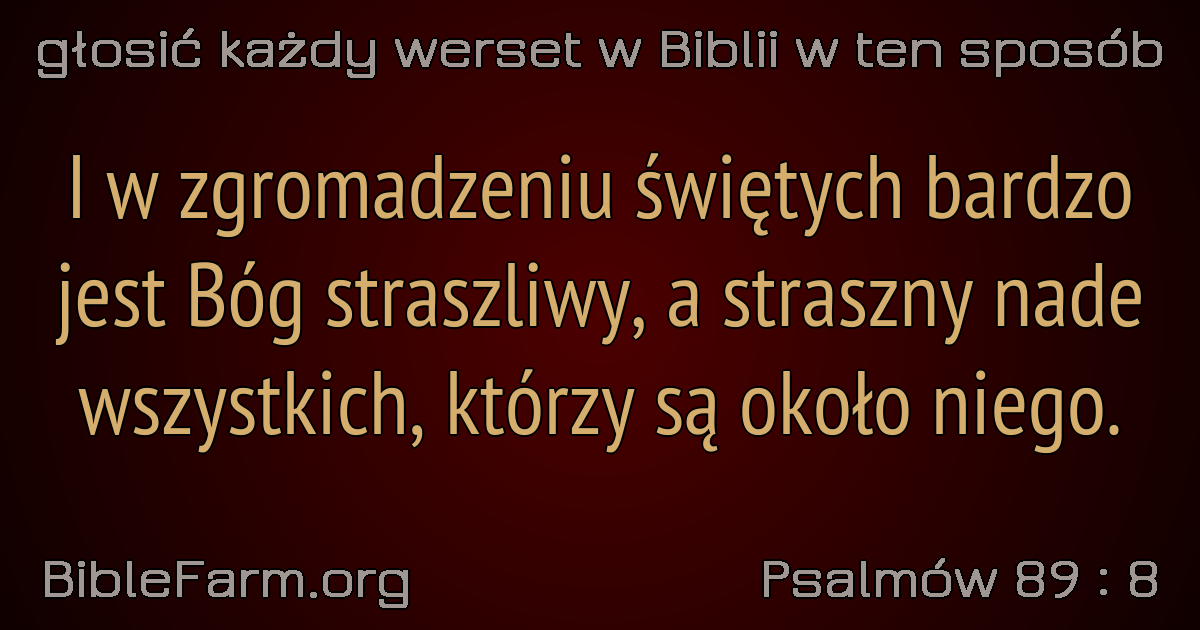 głosić każdy werset w Biblii w ten sposób
I w zgromadzeniu świętych bardzo
jest Bóg straszliwy, a straszny nade
wszystkich, którzy są około niego.
BibleFarm.org
Psalmów 89 : 8